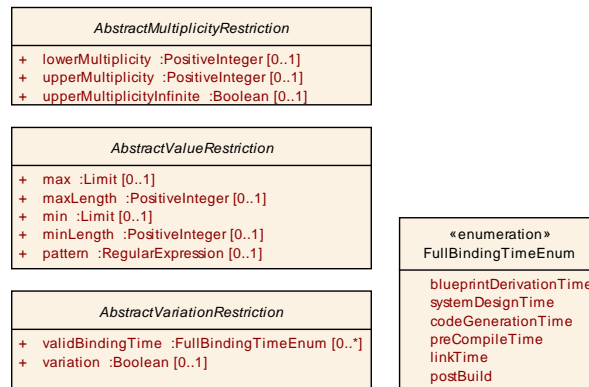 AbstractMultiplicityRestriction
+ lowerMultiplicity :PositiveInteger [0..1]
+ upperMultiplicity :PositiveInteger [0..1]
+ upperMultiplicityInfinite :Boolean [0..1]
AbstractValueRestriction
+ max :Limit [0..1]
+ maxLength :PositiveInteger [0..1]
+ min :Limit [0..1]
+ minLength :PositiveInteger [0..1]
+ pattern :RegularExpression [0..1]
«enumeration»
FullBindingTimeEnum
blueprintDerivationTime
systemDesignTime
codeGenerationTime
preCompileTime
linkTime
postBuild
AbstractVariationRestriction
+ validBindingTime :FullBindingTimeEnum [0..*]
+ variation :Boolean [0..1]